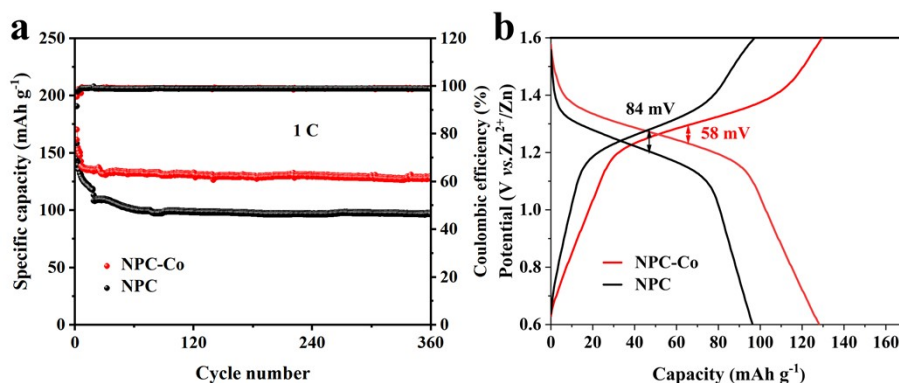 a
250
200
150
100
50
0
Specific capacity (mAh g⁻¹)
0
120
240
360
Cycle number
120
100
80
60
40
20
0
Coulombic efficiency (%)
1 C
NPC-Co
NPC
b
1.6
1.4
1.2
1.0
0.8
0.6
Potential (V vs.Zn²⁺/Zn)
0
20
40
60
80
100
120
140
160
Capacity (mAh g⁻¹)
84 mV
58 mV
NPC-Co
NPC